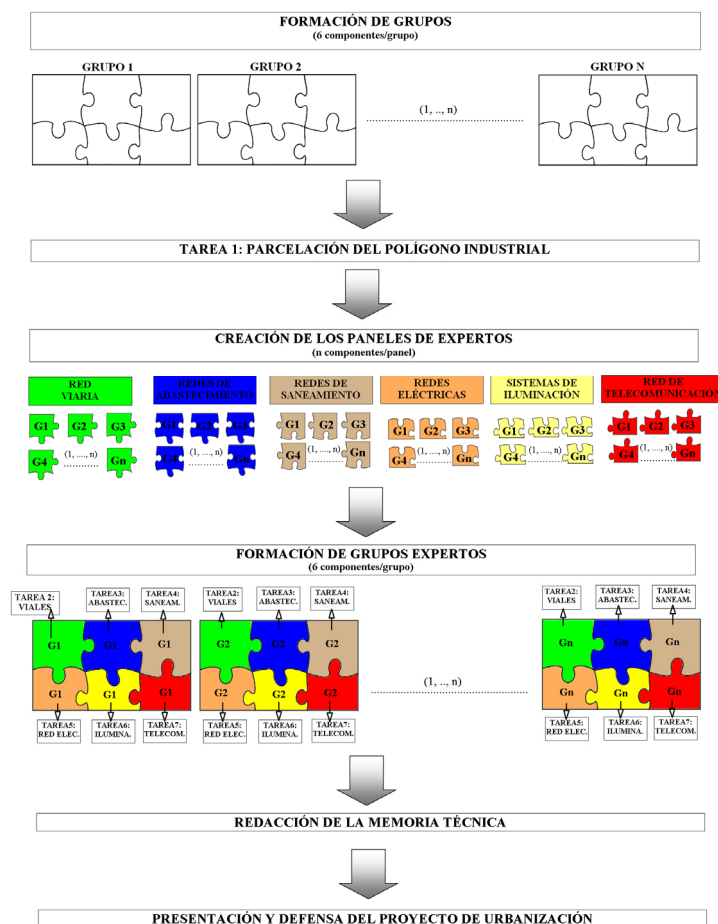 FORMACIÓN DE GRUPOS
(6 componentes/grupo)
GRUPO 1
GRUPO 2
GRUPO N
(1, .., n)
TAREA 1: PARCELACIÓN DEL POLÍGONO INDUSTRIAL
CREACIÓN DE LOS PANELES DE EXPERTOS
(n componentes/panel)
RED
VIARIA
REDES DE
ABASTECIMIENTO
REDES DE
SANEAMIENTO
REDES
ELÉCTRICAS
SISTEMAS DE
ILUMINACIÓN
RED DE
TELECOMUNICACIÓN
G1 G2 G3
G4 (1, ..., n) Gn
G1 G2 G3
G4 (1, ..., n) Gn
G1 G2 G3
G4 (1, ..., n) Gn
G1 G2 G3
G4 (1, ..., n) Gn
G1 G2 G3
G4 (1, ..., n) Gn
G1 G2 G3
G4 (1, ..., n) Gn
FORMACIÓN DE GRUPOS EXPERTOS
(6 componentes/grupo)
TAREA 2:
VIALES
TAREA3:
ABASTEC.
TAREA4:
SANEAM.
G1 G1 G1
G1 G1 G1
TAREA5:
RED ELEC.
TAREA6:
ILUMINA.
TAREA7:
TELECOM.
TAREA2:
VIALES
TAREA3:
ABASTEC.
TAREA4:
SANEAM.
G2 G2 G2
G2 G2 G2
TAREA5:
RED ELEC.
TAREA6:
ILUMINA.
TAREA7:
TELECOM.
(1, .., n)
TAREA2:
VIALES
TAREA3:
ABASTEC.
TAREA4:
SANEAM.
Gn Gn Gn
Gn Gn Gn
TAREA5:
RED ELEC.
TAREA6:
ILUMINA.
TAREA7:
TELECOM.
REDACCIÓN DE LA MEMORIA TÉCNICA
PRESENTACIÓN Y DEFENSA DEL PROYECTO DE URBANIZACIÓN